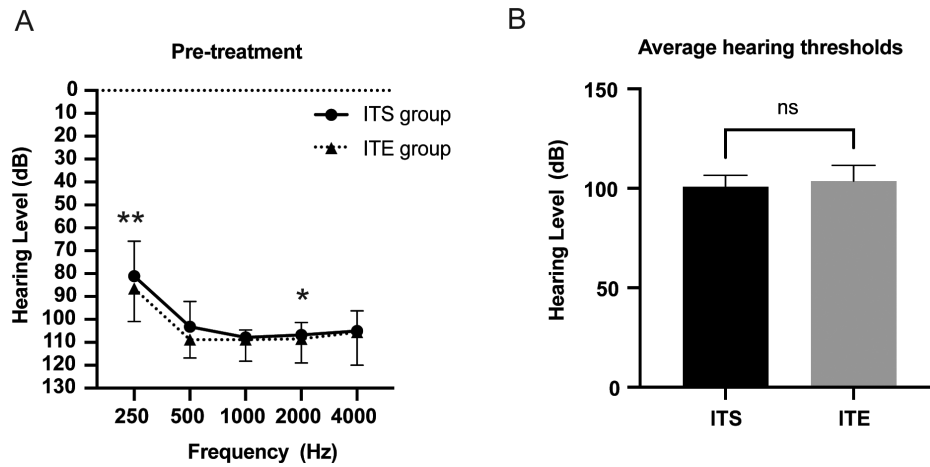 A
Pre-treatment
0
10
20
30
40
50
60
70
80
90
100
110
120
130
Hearing Level (dB)
ITS group
ITE group
**
*
250 500 1000 2000 4000
Frequency (Hz)
B
Average hearing thresholds
150
100
50
0
Hearing Level (dB)
ns
ITS ITE